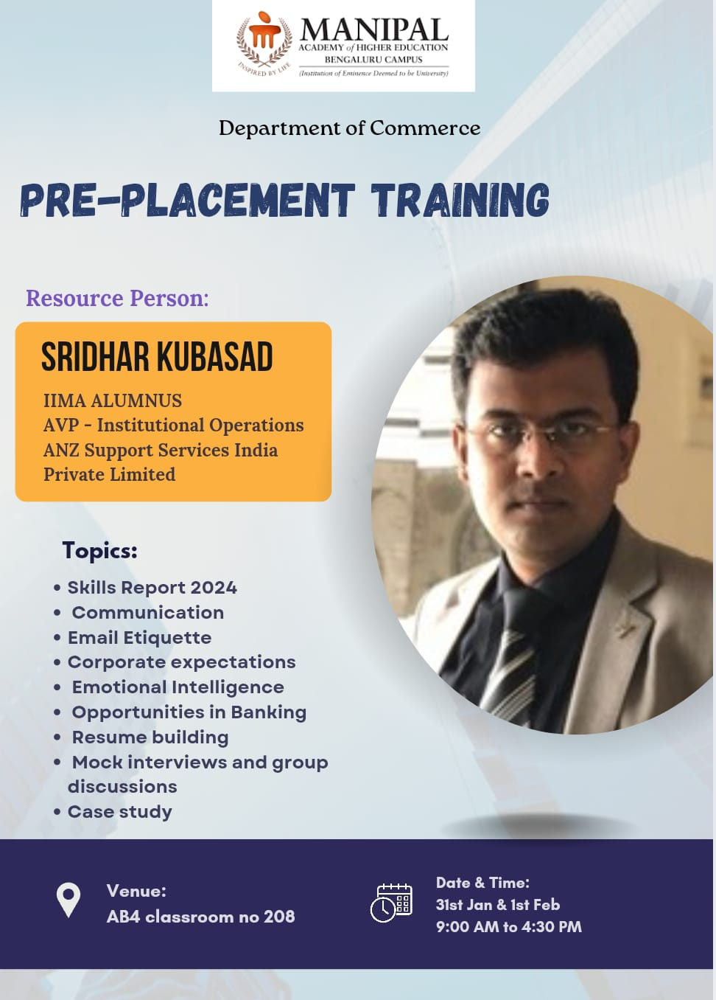 MANIPAL
ACADEMY of HIGHER EDUCATION
BENGALURU CAMPUS
(Institution of Eminence Deemed to be University)
INSPIRED BY LIFE
Department of Commerce
PRE-PLACEMENT TRAINING
Resource Person:
SRIDHAR KUBASAD
IIMA ALUMNUS
AVP - Institutional Operations
ANZ Support Services India
Private Limited
Topics:
• Skills Report 2024
• Communication
• Email Etiquette
• Corporate expectations
• Emotional Intelligence
• Opportunities in Banking
• Resume building
• Mock interviews and group
discussions
• Case study
Venue:
AB4 classroom no 208
Date & Time:
31st Jan & 1st Feb
9:00 AM to 4:30 PM